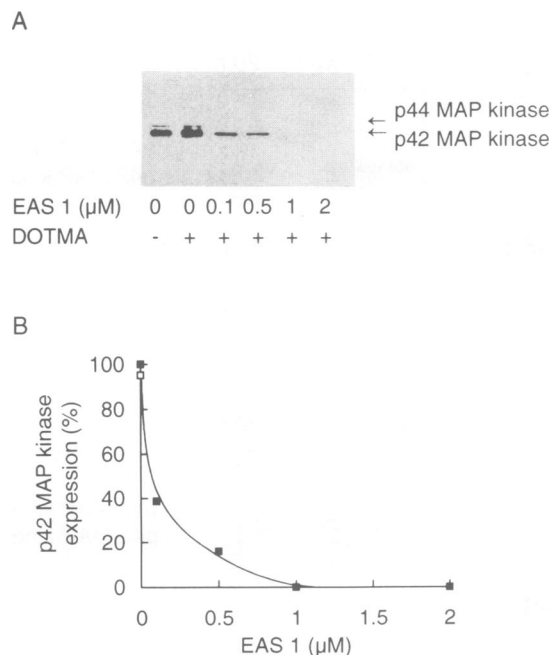 A
← p44 MAP kinase
← p42 MAP kinase
EAS 1 (µM) 0 0 0.1 0.5 1 2
DOTMA - + + + + +
B
p42 MAP kinase
expression (%)
100
80
60
40
20
0
0 0.5 1 1.5 2
EAS 1 (µM)